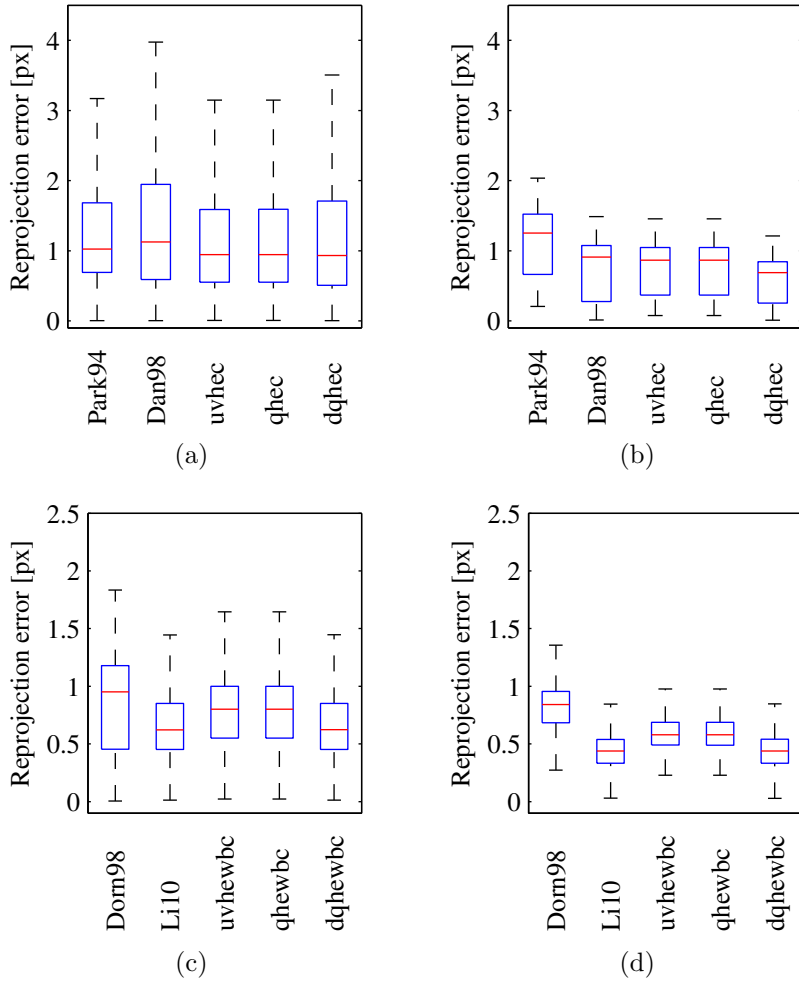 Reprojection error [px]
4
3
2
1
0
Park94
Dan98
uvhec
qhec
dqhec
(a)
Reprojection error [px]
4
3
2
1
0
Park94
Dan98
uvhec
qhec
dqhec
(b)
Reprojection error [px]
2.5
2
1.5
1
0.5
0
Dorn98
Li10
uvhewbc
qhewbc
dqhewbc
(c)
Reprojection error [px]
2.5
2
1.5
1
0.5
0
Dorn98
Li10
uvhewbc
qhewbc
dqhewbc
(d)